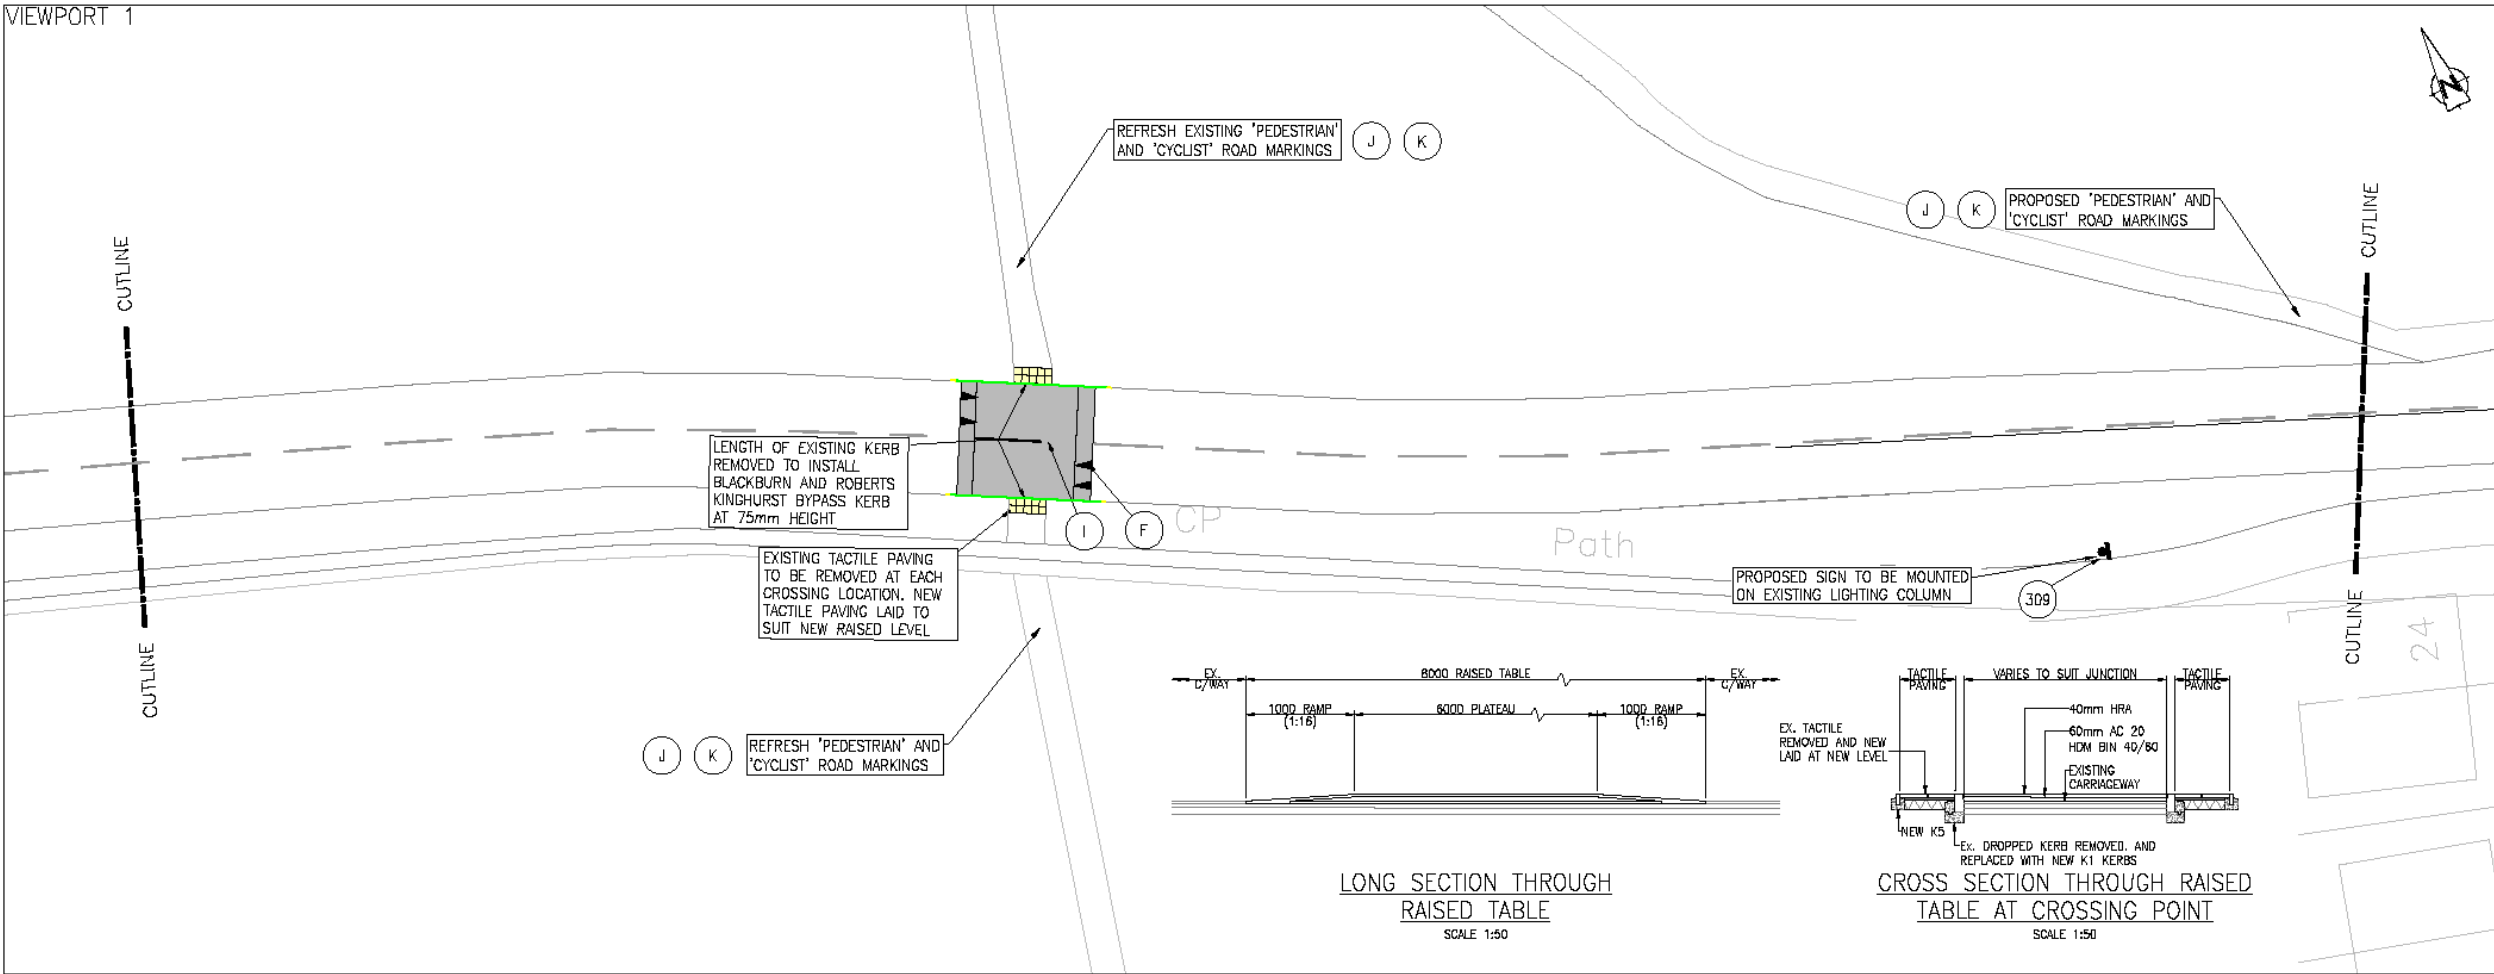 VIEWPORT 1
REFRESH EXISTING 'PEDESTRIAN'
AND 'CYCLIST' ROAD MARKINGS
J
K
N
J
K
PROPOSED 'PEDESTRIAN' AND
'CYCLIST' ROAD MARKINGS
CUTLINE
CUTLINE
LENGTH OF EXISTING KERB
REMOVED TO INSTALL
BLACKBURN AND ROBERTS
KINGHURST BYPASS KERB
AT 75mm HEIGHT
I
F
CP
Path
EXISTING TACTILE PAVING
TO BE REMOVED AT EACH
CROSSING LOCATION. NEW
TACTILE PAVING LAID TO
SUIT NEW RAISED LEVEL
PROPOSED SIGN TO BE MOUNTED
ON EXISTING LIGHTING COLUMN
309
CUTLINE
CUTLINE
24
J
K
REFRESH 'PEDESTRIAN' AND
'CYCLIST' ROAD MARKINGS
EX.
C/WAY
8000 RAISED TABLE
EX.
C/WAY
1000 RAMP
(1:16)
6000 PLATEAU
1000 RAMP
(1:16)
LONG SECTION THROUGH
RAISED TABLE
SCALE 1:50
TACTILE
PAVING
VARIES TO SUIT JUNCTION
TACTILE
PAVING
EX. TACTILE
REMOVED AND NEW
LAID AT NEW LEVEL
40mm HRA
60mm AC 20
HDM BIN 40/60
EXISTING
CARRIAGEWAY
NEW K5
Ex. DROPPED KERB REMOVED. AND
REPLACED WITH NEW K1 KERBS
CROSS SECTION THROUGH RAISED
TABLE AT CROSSING POINT
SCALE 1:50